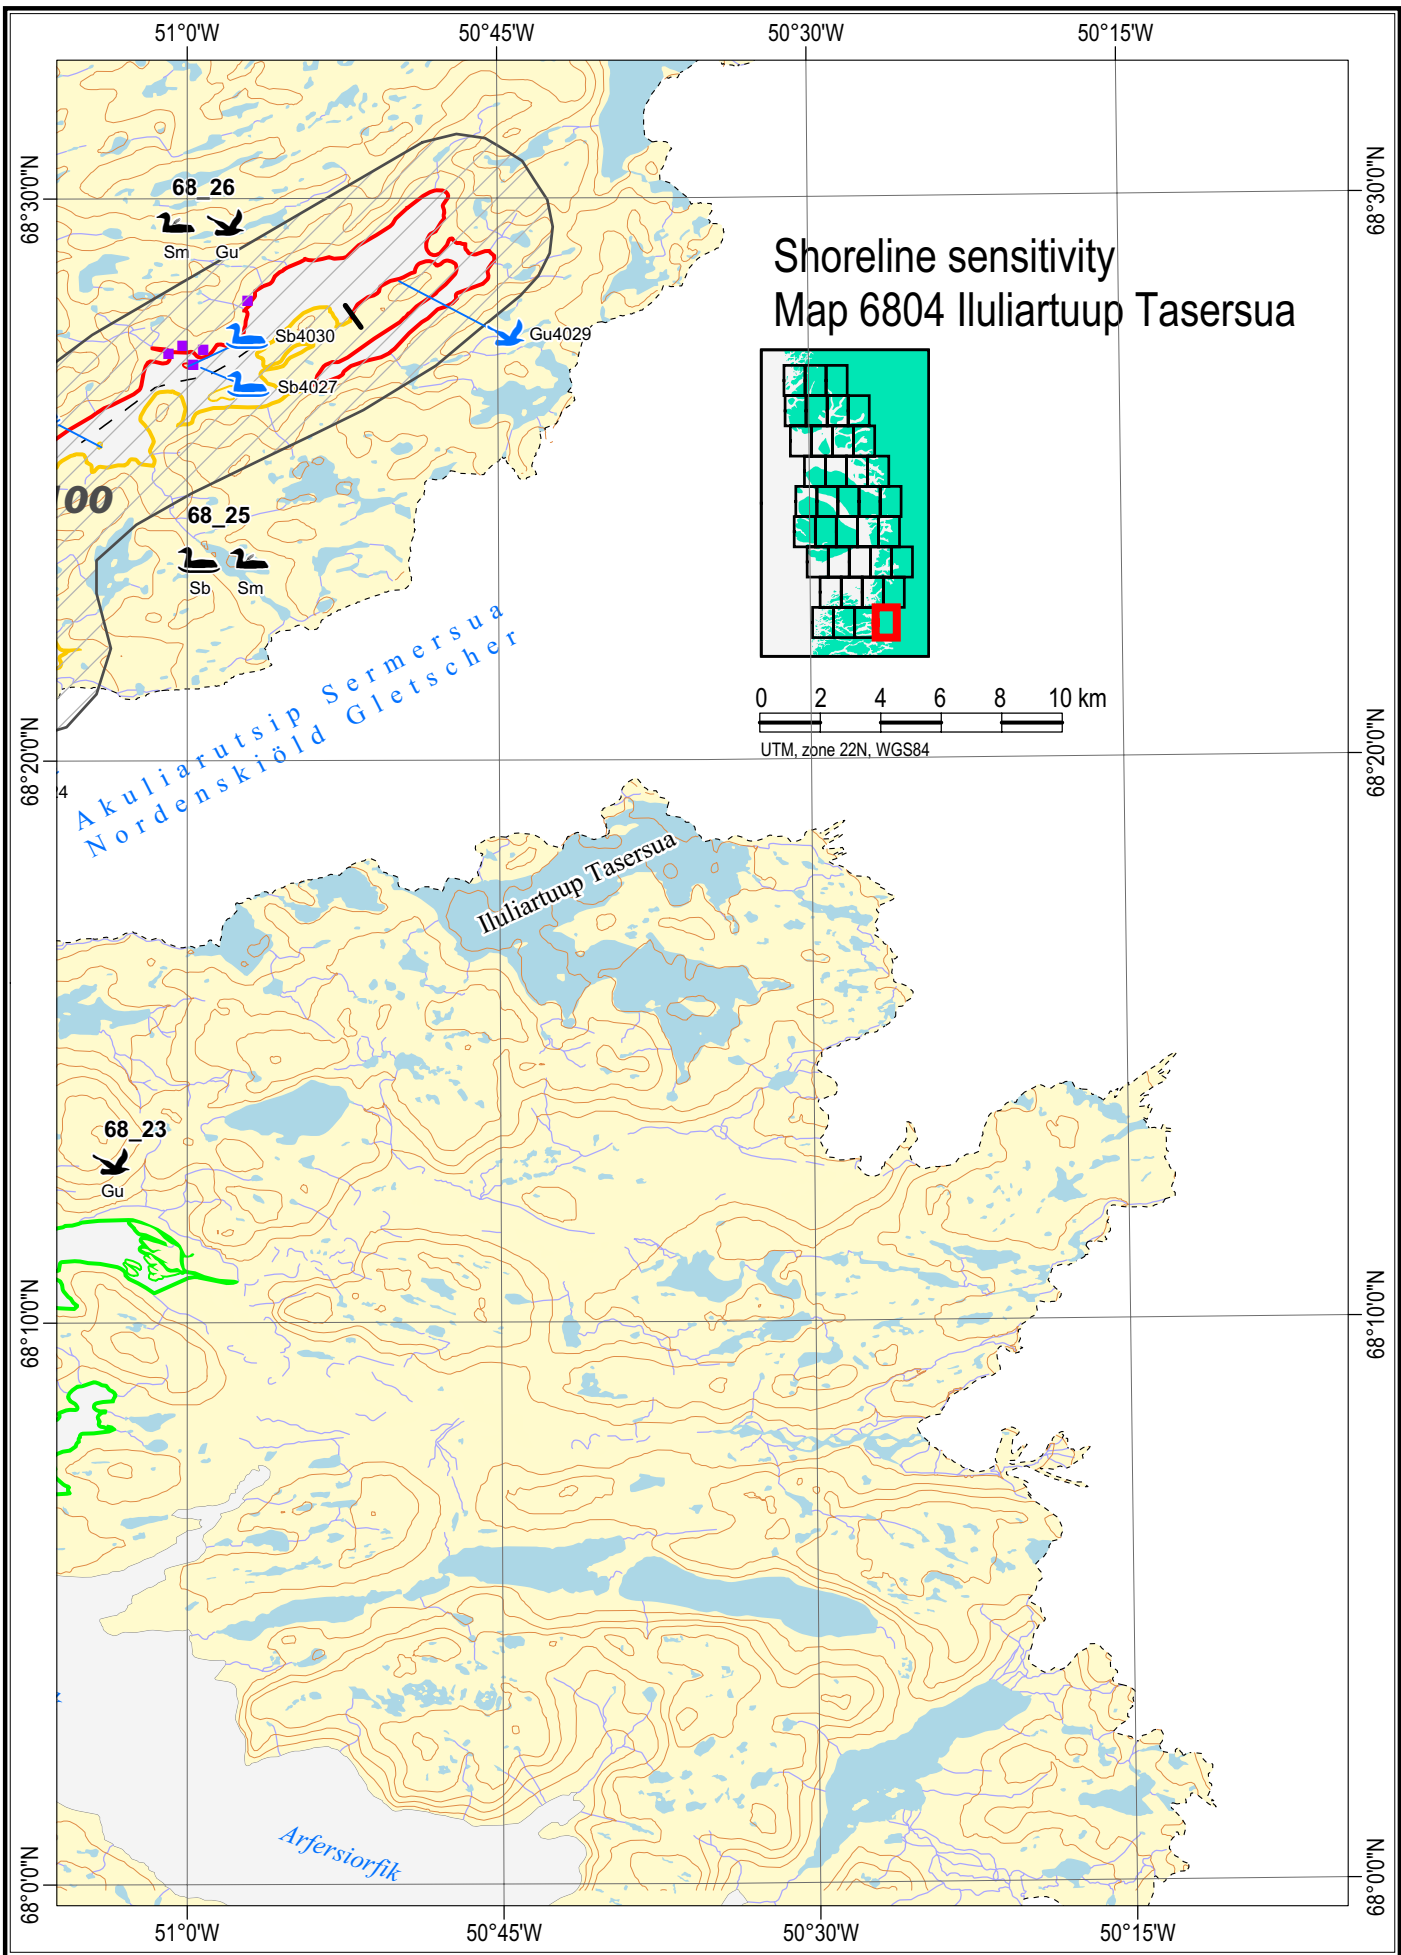 51°0'W 50°45'W 50°30'W 50°15'W
68°30'0"N
68°30'0"N
68_26
Sm Gu
Shoreline sensitivity
Map 6804 Iluliartuup Tasersua
Sb4030
Gu4029
Sb4027
00
68_25
Sb Sm
Akuliarutsip Sermersua
Nordenskiöld Gletscher
0 2 4 6 8 10 km
UTM, zone 22N, WGS84
68°20'0"N
68°20'0"N
4
Iluliartuup Tasersua
68_23
Gu
68°10'0"N
68°10'0"N
Arfersiorfik
68°0'0"N
68°0'0"N
51°0'W 50°45'W 50°30'W 50°15'W